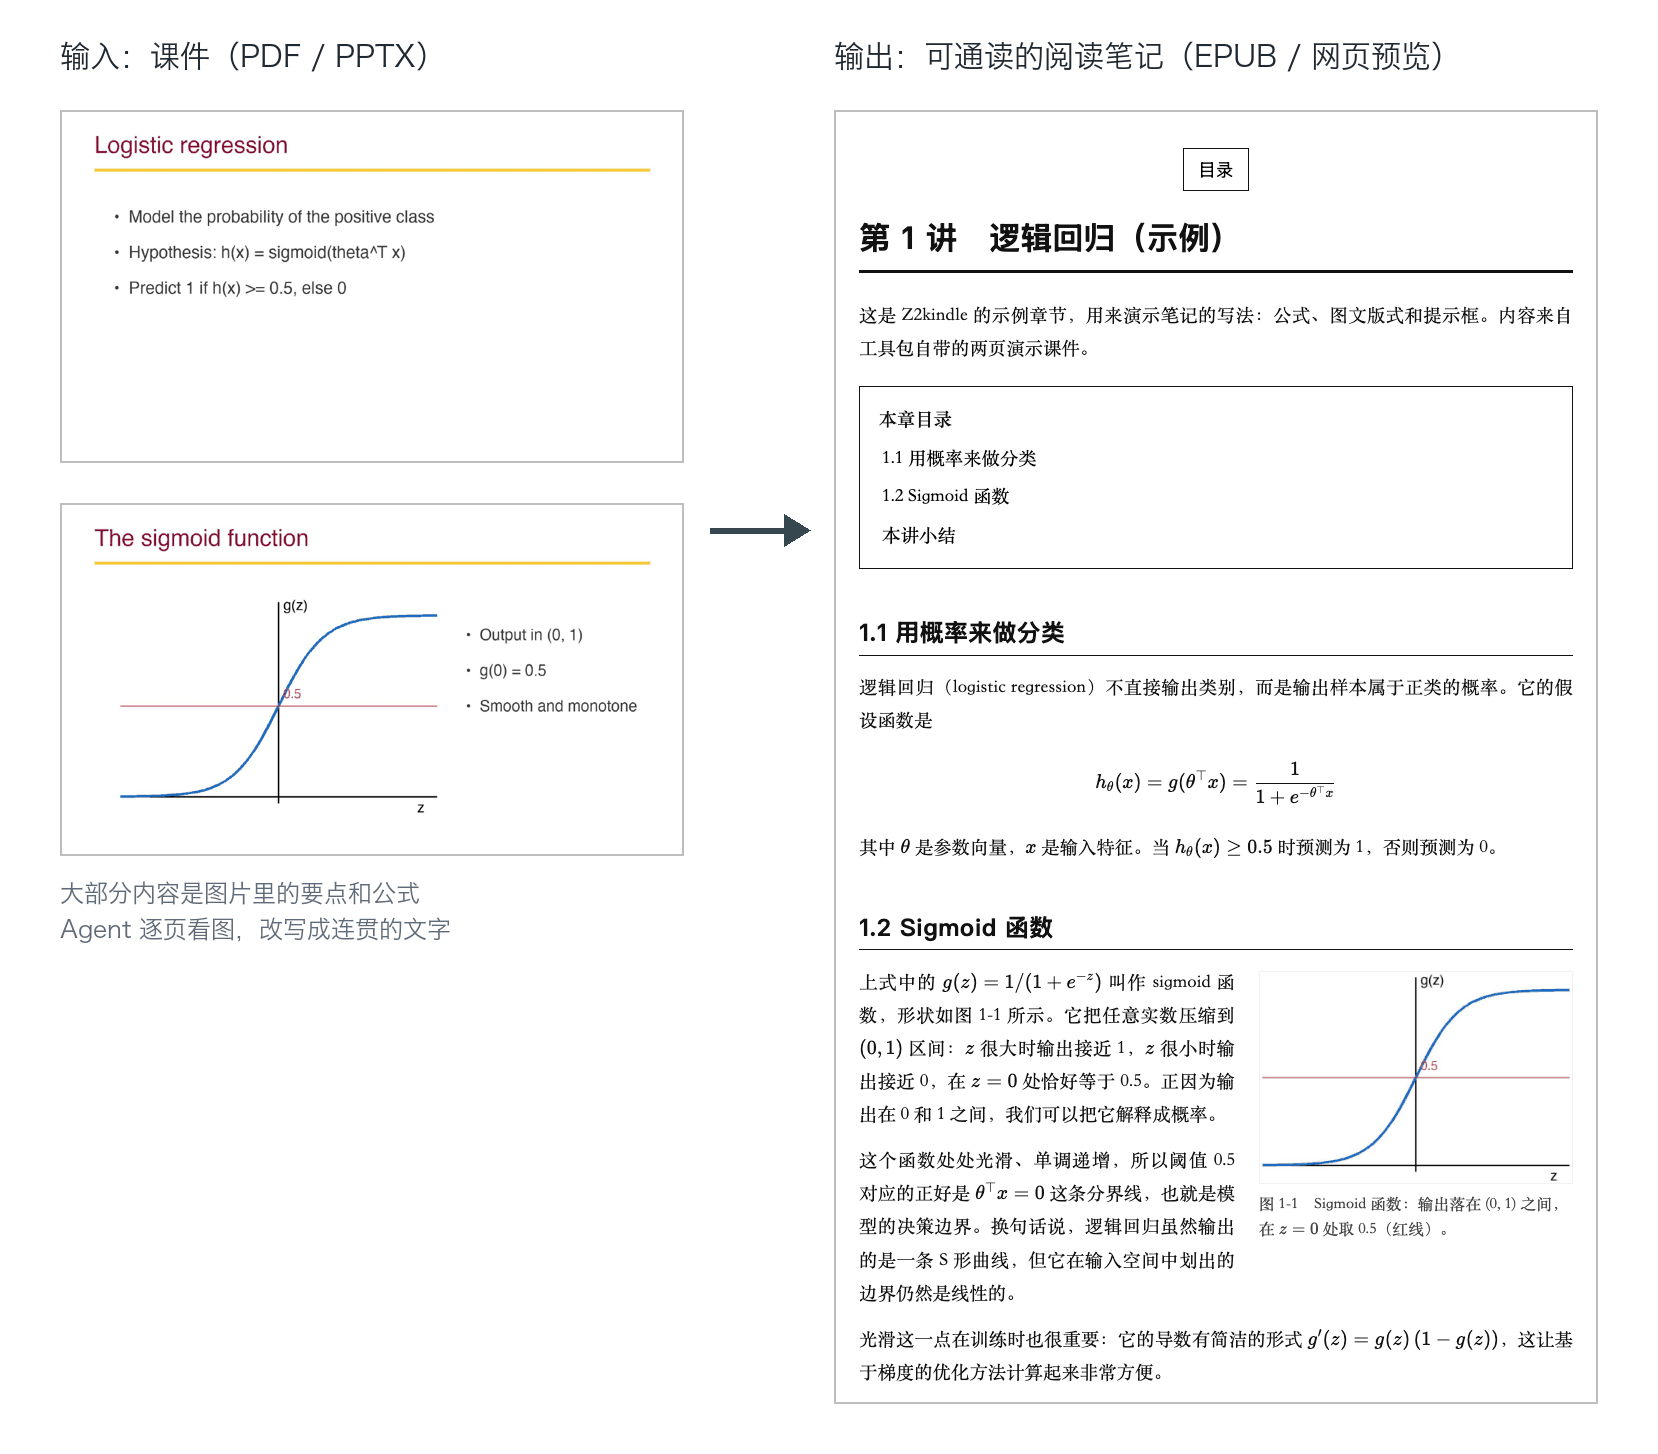 输入：课件（PDF / PPTX）
Logistic regression
• Model the probability of the positive class
• Hypothesis: h(x) = sigmoid(theta^T x)
• Predict 1 if h(x) >= 0.5, else 0
The sigmoid function
g(z)
0.5
z
• Output in (0, 1)
• g(0) = 0.5
• Smooth and monotone
大部分内容是图片里的要点和公式
Agent 逐页看图，改写成连贯的文字
输出：可通读的阅读笔记（EPUB / 网页预览）
目录
第 1 讲　逻辑回归（示例）
这是 Z2kindle 的示例章节，用来演示笔记的写法：公式、图文版式和提示框。内容来自
工具包自带的两页演示课件。
本章目录
1.1 用概率来做分类
1.2 Sigmoid 函数
本讲小结
1.1 用概率来做分类
逻辑回归（logistic regression）不直接输出类别，而是输出样本属于正类的概率。它的假
设函数是
h_θ(x) = g(θ^⊤x) = 1 / (1 + e^{−θ^⊤x})
其中 θ 是参数向量，x 是输入特征。当 h_θ(x) ≥ 0.5 时预测为 1，否则预测为 0。
1.2 Sigmoid 函数
上式中的 g(z) = 1/(1 + e^{−z}) 叫作 sigmoid 函
数，形状如图 1-1 所示。它把任意实数压缩到
(0, 1) 区间：z 很大时输出接近 1，z 很小时输
出接近 0，在 z = 0 处恰好等于 0.5。正因为输
出在 0 和 1 之间，我们可以把它解释成概率。
这个函数处处光滑、单调递增，所以阈值 0.5
对应的正好是 θ^⊤x = 0 这条分界线，也就是模
型的决策边界。换句话说，逻辑回归虽然输出
的是一条 S 形曲线，但它在输入空间中划出的
边界仍然是线性的。
g(z)
0.5
z
图 1-1　Sigmoid 函数：输出落在 (0, 1) 之间，
在 z = 0 处取 0.5（红线）。
光滑这一点在训练时也很重要：它的导数有简洁的形式 g′(z) = g(z) (1 − g(z))，这让基
于梯度的优化方法计算起来非常方便。